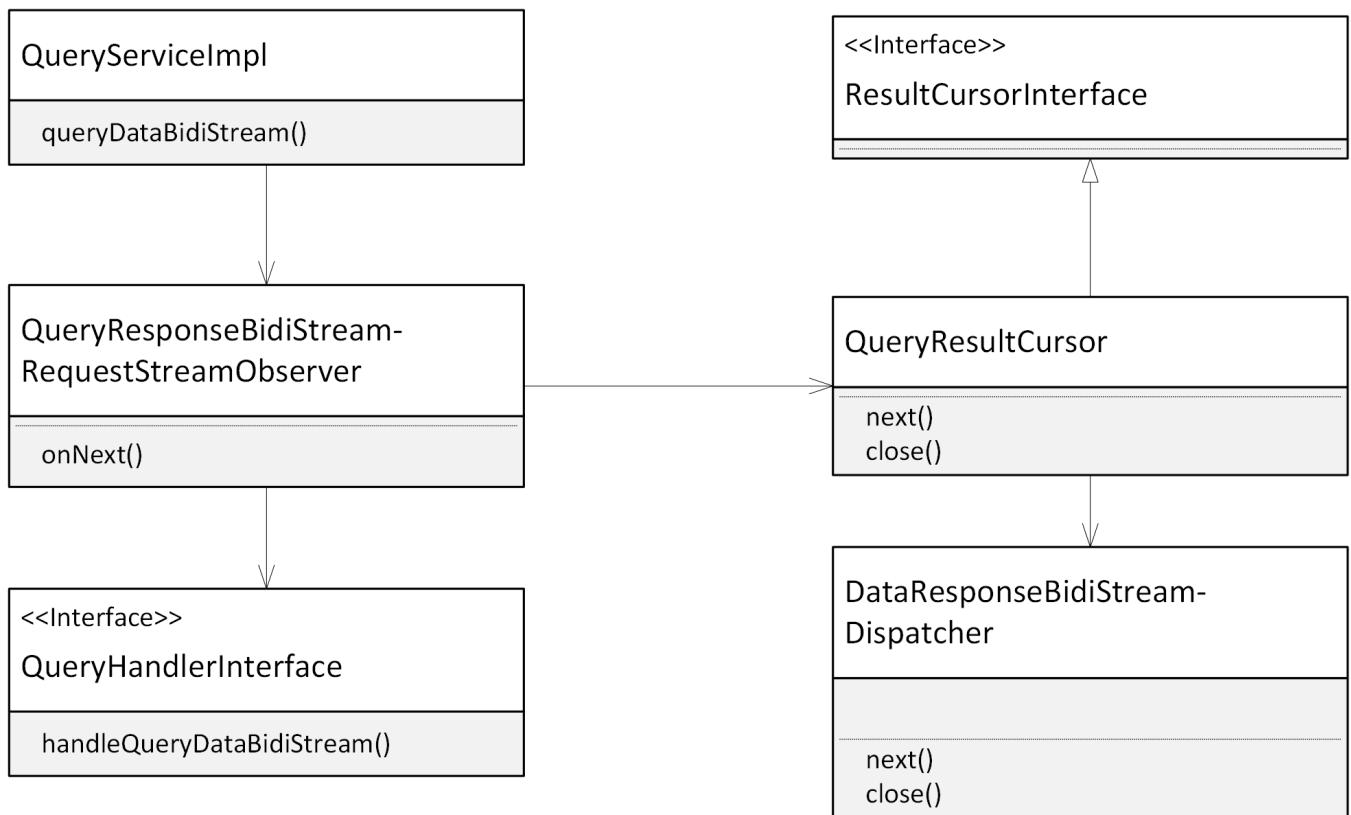 QueryServiceImpl
queryDataBidiStream()
QueryResponseBidiStream-
RequestStreamObserver
onNext()
<<Interface>>
QueryHandlerInterface
handleQueryDataBidiStream()
<<Interface>>
ResultCursorInterface
QueryResultCursor
next()
close()
DataResponseBidiStream-
Dispatcher
next()
close()